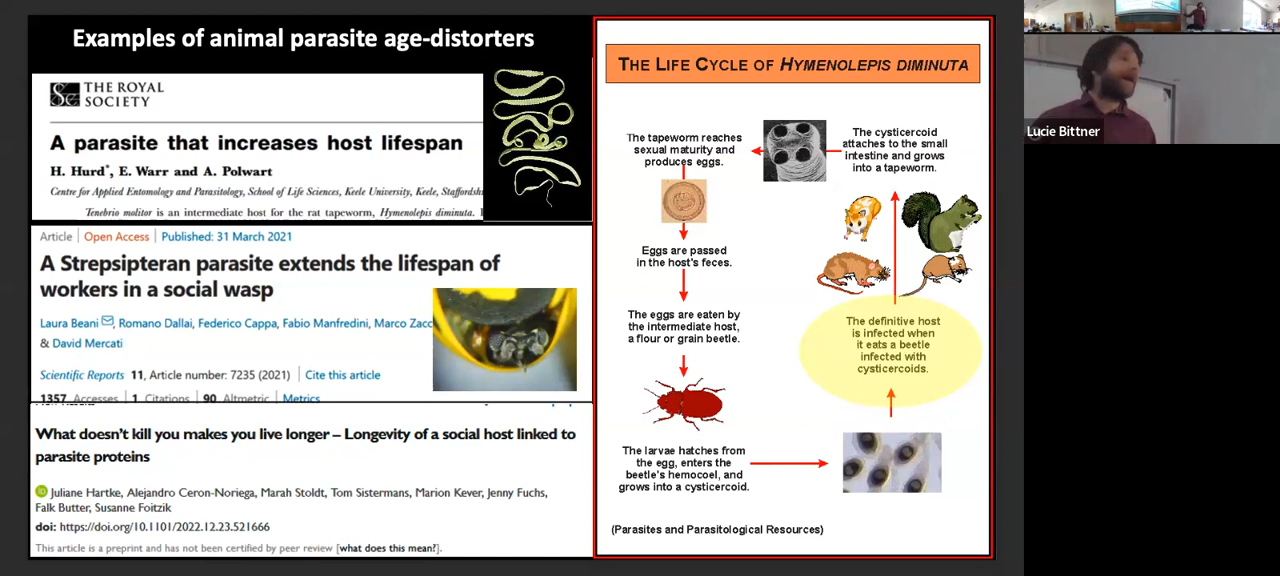 Examples of animal parasite age-distorters
THE ROYAL
SOCIETY
A parasite that increases host lifespan
H. Hurd*, E. Warr and A. Polwart
Centre for Applied Entomology and Parasitology, School of Life Sciences, Keele University, Keele,
Tenebrio molitor is an intermediate host for the rat tapeworm, Hymenolepis diminuta.
Article | Open Access | Published: 31 March 2021
A Strepsipteran parasite extends the lifespan of
workers in a social wasp
Laura Beani, Romano Dallai, Federico Cappa, Fabio Manfredini, Marco Zacc
& David Mercati
Scientific Reports 11, Article number: 7235 (2021) | Cite this article
1357 Accesses | 1 Citations | 90 Altmetric | Metrics
What doesn't kill you makes you live longer – Longevity of a social host linked to
parasite proteins
Juliane Hartke, Alejandro Ceron-Noriega, Marah Stoldt, Tom Sistermans, Marion Kever, Jenny Fuchs,
Falk Butter, Susanne Foitzik
doi: https://doi.org/10.1101/2022.12.23.521666
This article is a preprint and has not been certified by peer review [what does this mean?].
THE LIFE CYCLE OF HYMENOLEPIS DIMINUTA
The tapeworm reaches
sexual maturity and
produces eggs.
The cysticercoid
attaches to the small
intestine and grows
into a tapeworm.
Eggs are passed
in the host's feces.
The eggs are eaten by
the intermediate host,
a flour or grain beetle.
The definitive host
is infected when
it eats a beetle
infected with
cysticercoids.
The larvae hatches from
the egg, enters the
beetle's hemocoel, and
grows into a cysticercoid.
(Parasites and Parasitological Resources)
Lucie Bittner